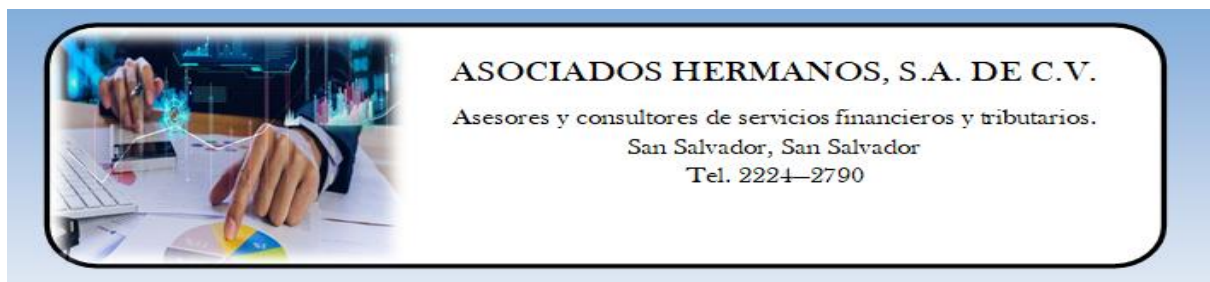 ASOCIADOS HERMANOS, S.A. DE C.V.
Asesores y consultores de servicios financieros y tributarios.
San Salvador, San Salvador
Tel. 2224—2790